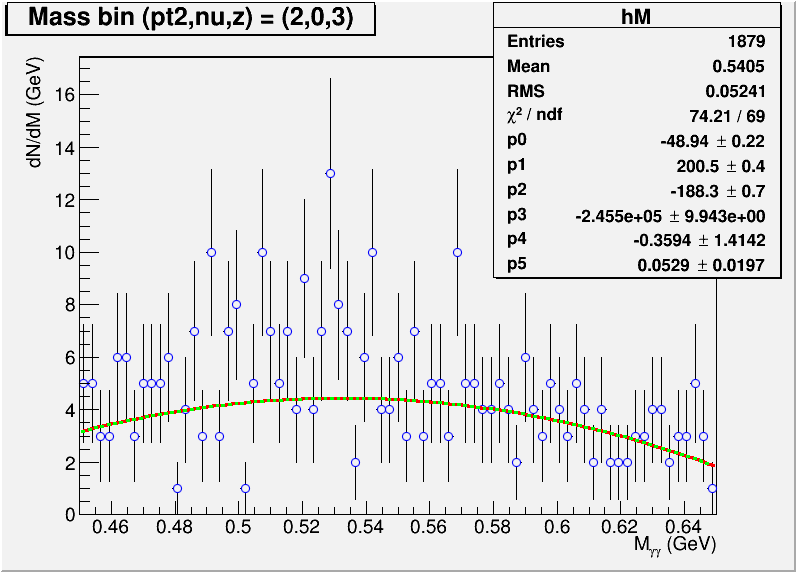 Mass bin (pt2,nu,z) = (2,0,3)
hM
Entries 1879
Mean 0.5405
RMS 0.05241
χ² / ndf 74.21 / 69
p0 -48.94 ± 0.22
p1 200.5 ± 0.4
p2 -188.3 ± 0.7
p3 -2.455e+05 ± 9.943e+00
p4 -0.3594 ± 1.4142
p5 0.0529 ± 0.0197
dN/dM (GeV)
16
14
12
10
8
6
4
2
0
0.46 0.48 0.5 0.52 0.54 0.56 0.58 0.6 0.62 0.64
M_γγ (GeV)